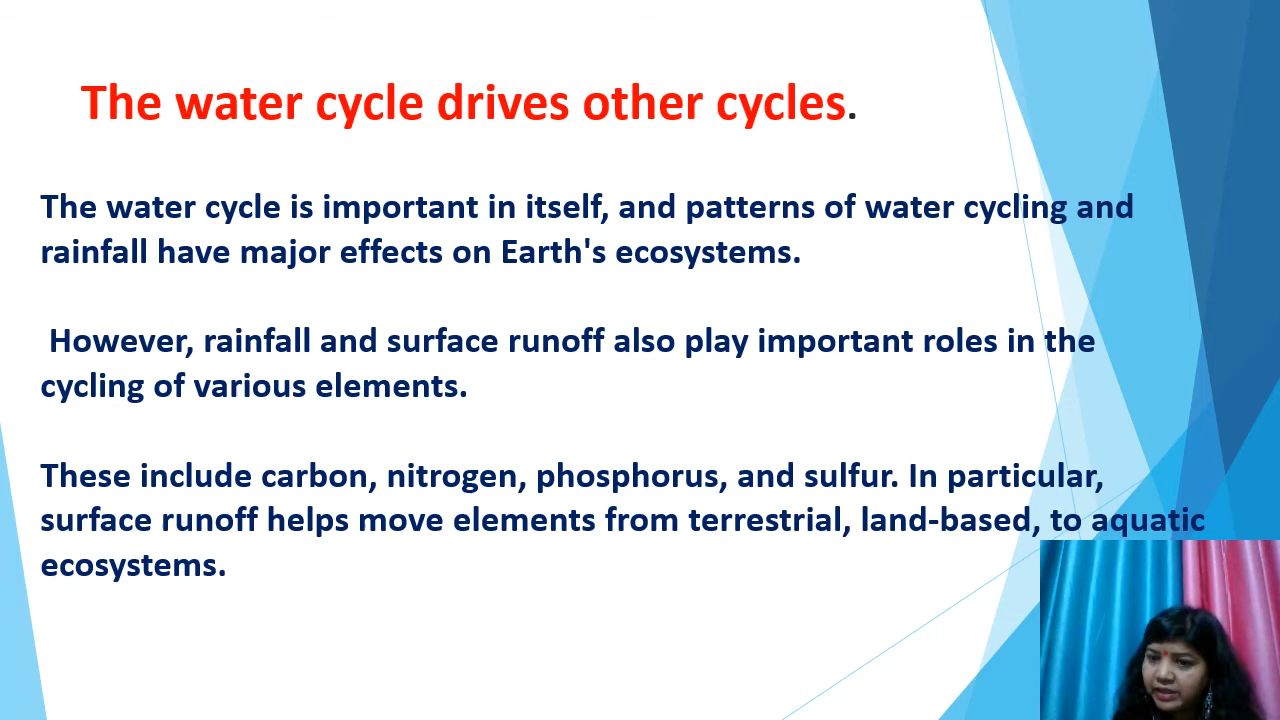 The water cycle drives other cycles.
The water cycle is important in itself, and patterns of water cycling and
rainfall have major effects on Earth's ecosystems.
However, rainfall and surface runoff also play important roles in the
cycling of various elements.
These include carbon, nitrogen, phosphorus, and sulfur. In particular,
surface runoff helps move elements from terrestrial, land-based, to aquatic
ecosystems.